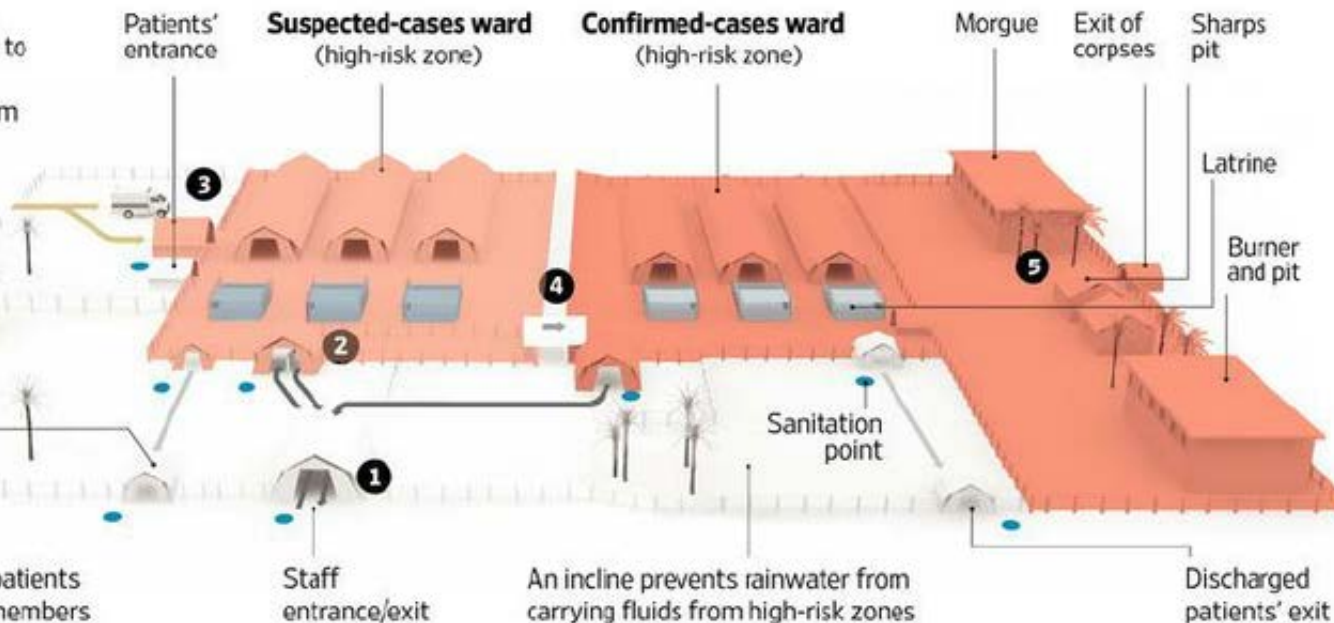 to
m
Patients'
entrance
Suspected-cases ward
(high-risk zone)
Confirmed-cases ward
(high-risk zone)
Morgue
Exit of
corpses
Sharps
pit
Latrine
Burner
and pit
3
4
5
2
Sanitation
point
1
patients
members
Staff
entrance/exit
An incline prevents rainwater from
carrying fluids from high-risk zones
Discharged
patients' exit